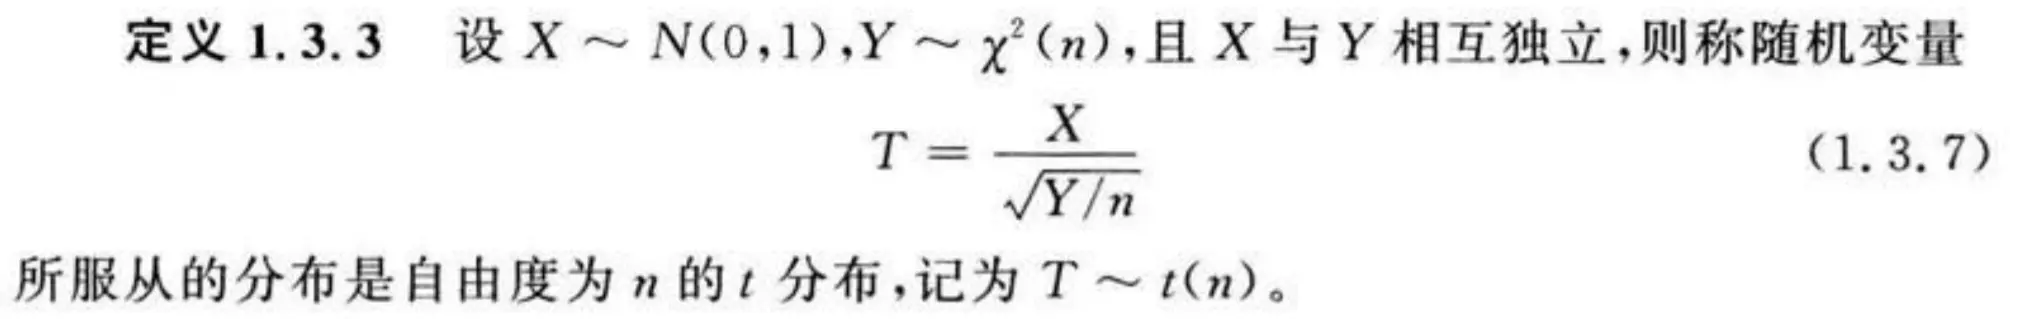 定义 1.3.3 设 X ~ N(0,1),Y ~ χ²(n),且 X 与 Y 相互独立,则称随机变量
T = X / √(Y/n) (1.3.7)
所服从的分布是自由度为 n 的 t 分布,记为 T ~ t(n)。